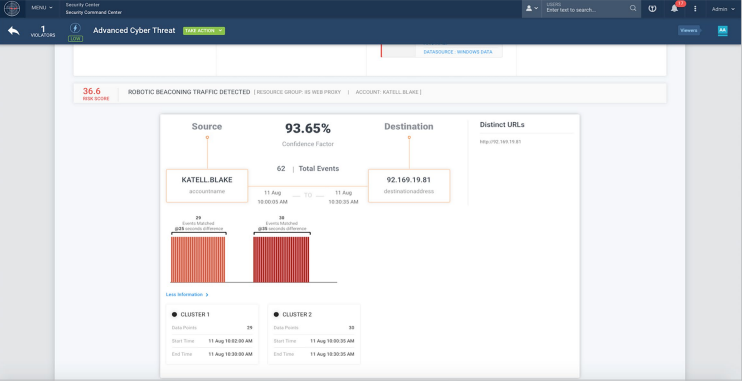 MENU
Security Center
Security Command Center
USERS
Enter text to search...
Admin
1
VIOLATORS
LOW
Advanced Cyber Threat
TAKE ACTION
Viewers
AA
DATASOURCE : WINDOWS DATA
36.6
RISK SCORE
ROBOTIC BEACONING TRAFFIC DETECTED [ RESOURCE GROUP: IIS WEB PROXY | ACCOUNT: KATELL.BLAKE ]
Source
93.65%
Confidence Factor
Destination
Distinct URLs
http://92.169.19.81
62 | Total Events
KATELL.BLAKE
accountname
11 Aug
10:00:05 AM
TO
11 Aug
10:30:35 AM
92.169.19.81
destinationaddress
29
Events Matched
@25 seconds difference
Events Matched
@35 seconds difference
Less Information
CLUSTER 1
Data Points 29
Start Time 11 Aug 10:02:00 AM
End Time 11 Aug 10:30:00 AM
CLUSTER 2
Data Points 30
Start Time 11 Aug 10:00:35 AM
End Time 11 Aug 10:30:35 AM